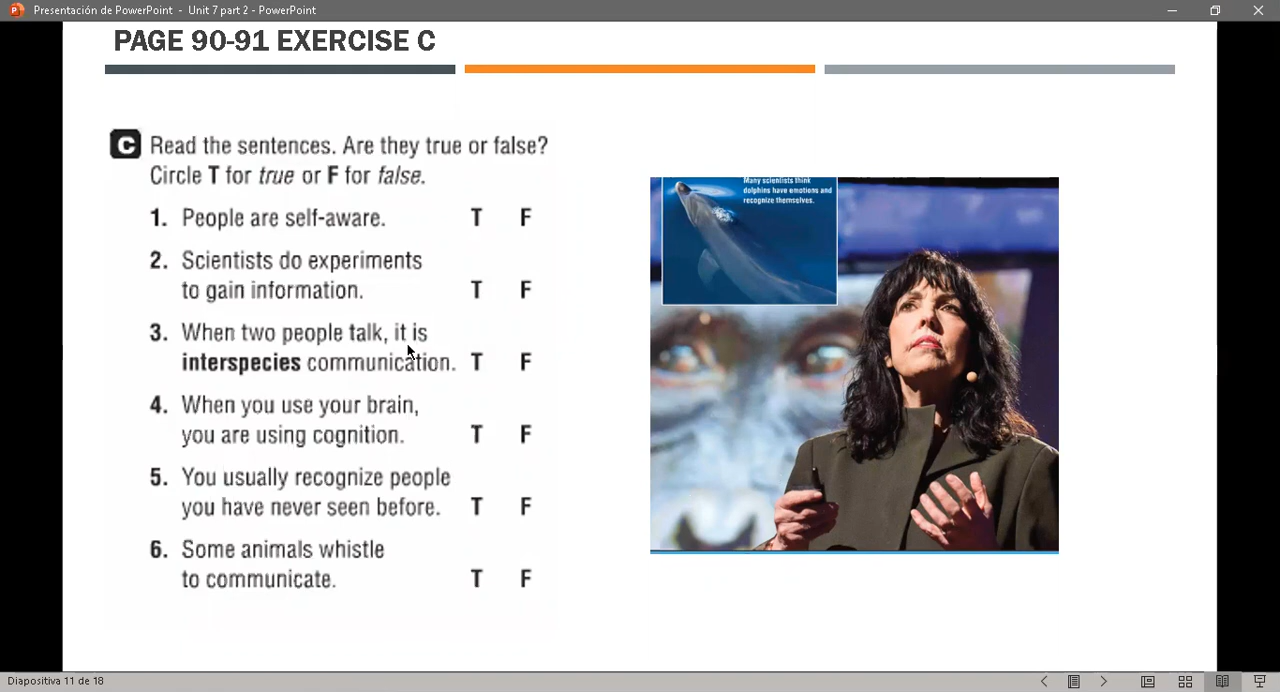 Presentación de PowerPoint - Unit 7 part 2 - PowerPoint
PAGE 90-91 EXERCISE C
C Read the sentences. Are they true or false?
Circle T for true or F for false.
1. People are self-aware. T F
2. Scientists do experiments
to gain information. T F
3. When two people talk, it is
interspecies communication. T F
4. When you use your brain,
you are using cognition. T F
5. You usually recognize people
you have never seen before. T F
6. Some animals whistle
to communicate. T F
Many scientists think
dolphins have emotions and
recognize themselves.
Diapositiva 11 de 18